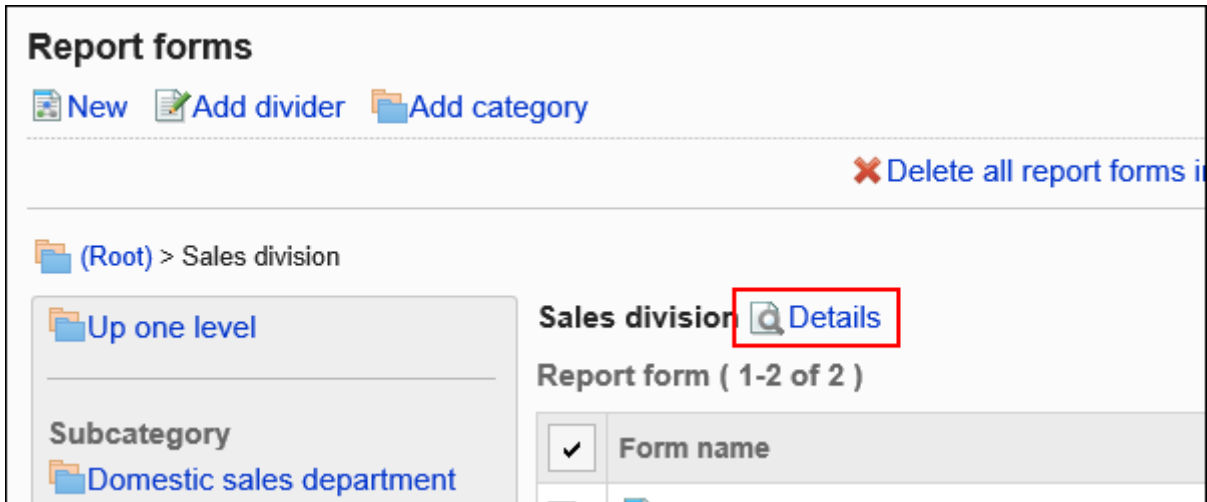 Report forms
New Add divider Add category
Delete all report forms
(Root) > Sales division
Up one level
Sales division Details
Report form ( 1-2 of 2 )
Subcategory
Form name
Domestic sales department